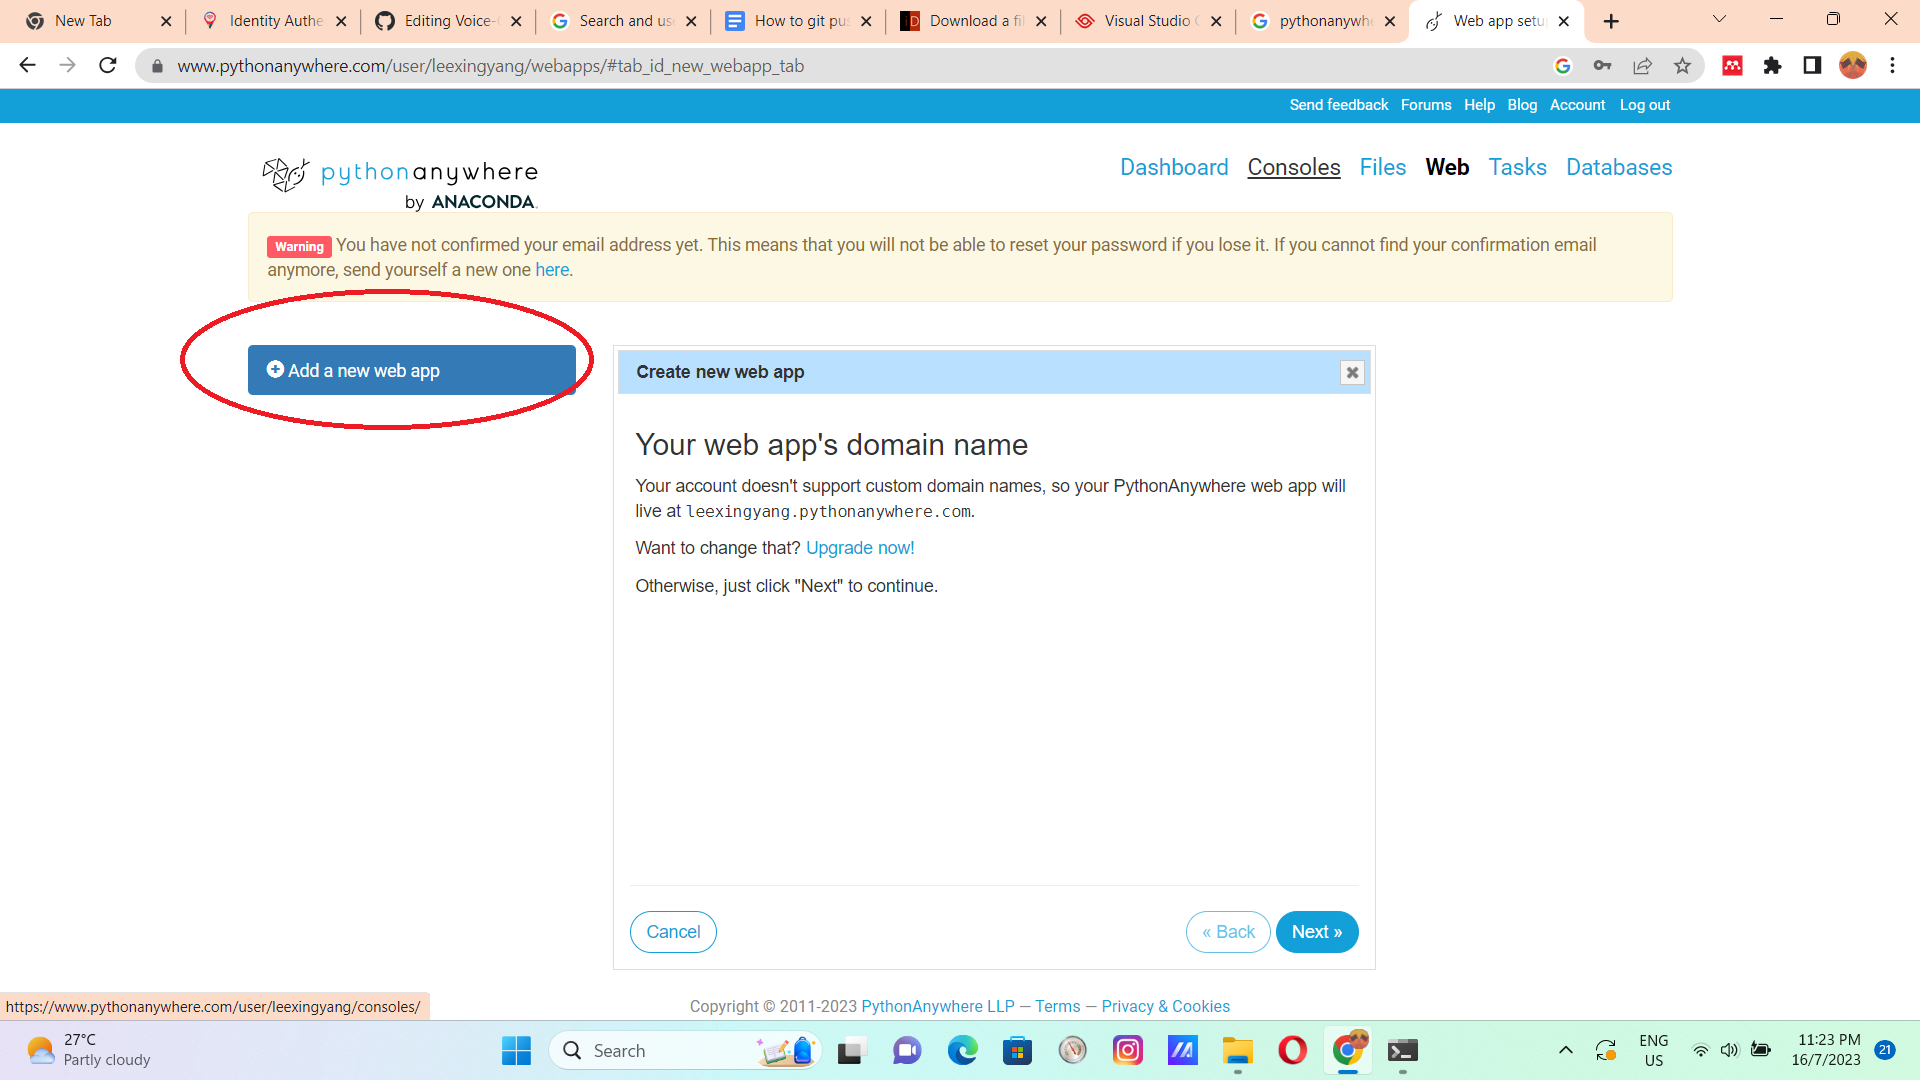 New Tab
Identity Authe
Editing Voice-
Search and us
How to git pus
Download a fi
Visual Studio
pythonanywh
Web app setu
www.pythonanywhere.com/user/leexingyang/webapps/#tab_id_new_webapp_tab
Send feedback Forums Help Blog Account Log out
pythonanywhere
by ANACONDA.
Dashboard Consoles Files Web Tasks Databases
Warning You have not confirmed your email address yet. This means that you will not be able to reset your password if you lose it. If you cannot find your confirmation email
anymore, send yourself a new one here.
Add a new web app
Create new web app
Your web app's domain name
Your account doesn't support custom domain names, so your PythonAnywhere web app will
live at leexingyang.pythonanywhere.com.
Want to change that? Upgrade now!
Otherwise, just click "Next" to continue.
Cancel
« Back
Next »
https://www.pythonanywhere.com/user/leexingyang/consoles/
Copyright © 2011-2023 PythonAnywhere LLP — Terms — Privacy & Cookies
27°C
Partly cloudy
Search
ENG
US
11:23 PM
16/7/2023
21